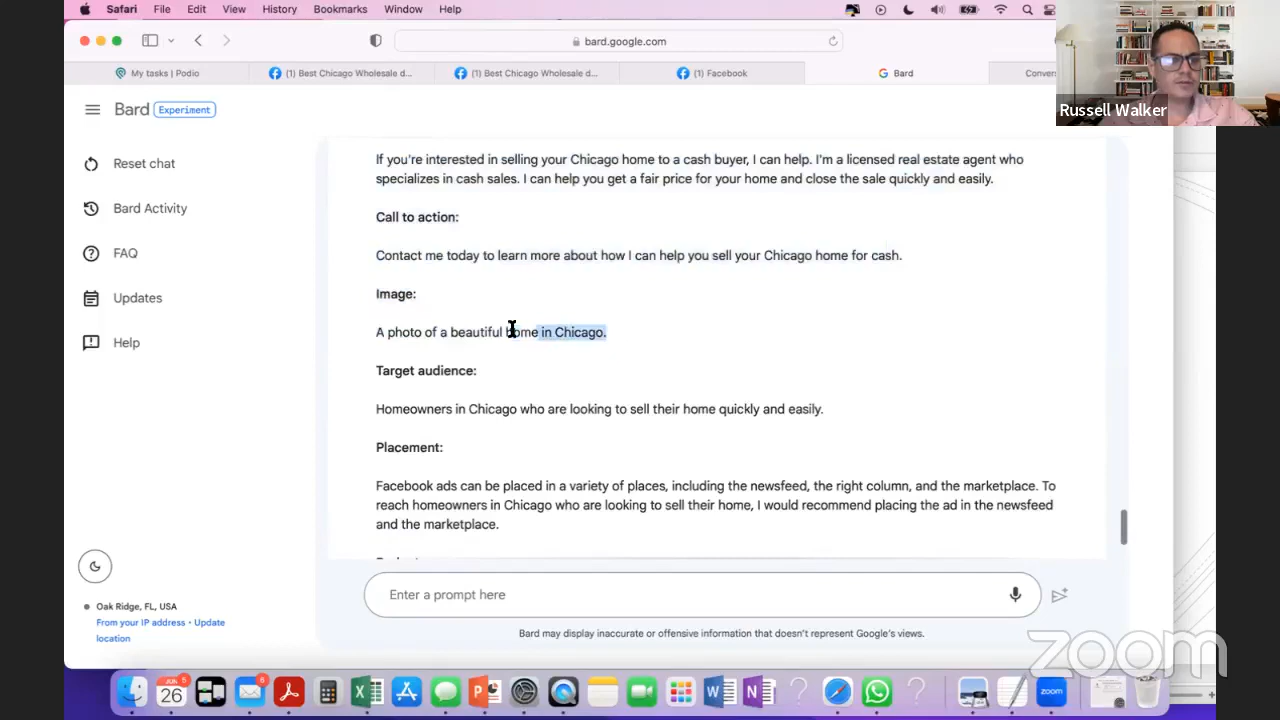 Safari File Edit View History Bookmarks Window Help
bard.google.com
My tasks | Podio
(1) Best Chicago Wholesale d...
(1) Best Chicago Wholesale d...
(1) Facebook
Bard
Conver
Russell Walker
Bard Experiment
Reset chat
Bard Activity
FAQ
Updates
Help
If you're interested in selling your Chicago home to a cash buyer, I can help. I'm a licensed real estate agent who
specializes in cash sales. I can help you get a fair price for your home and close the sale quickly and easily.
Call to action:
Contact me today to learn more about how I can help you sell your Chicago home for cash.
Image:
A photo of a beautiful home in Chicago.
Target audience:
Homeowners in Chicago who are looking to sell their home quickly and easily.
Placement:
Facebook ads can be placed in a variety of places, including the newsfeed, the right column, and the marketplace. To
reach homeowners in Chicago who are looking to sell their home, I would recommend placing the ad in the newsfeed
and the marketplace.
Enter a prompt here
Bard may display inaccurate or offensive information that doesn't represent Google's views.
Oak Ridge, FL, USA
From your IP address • Update
location
zoom
JUN 5
26
6
zoom